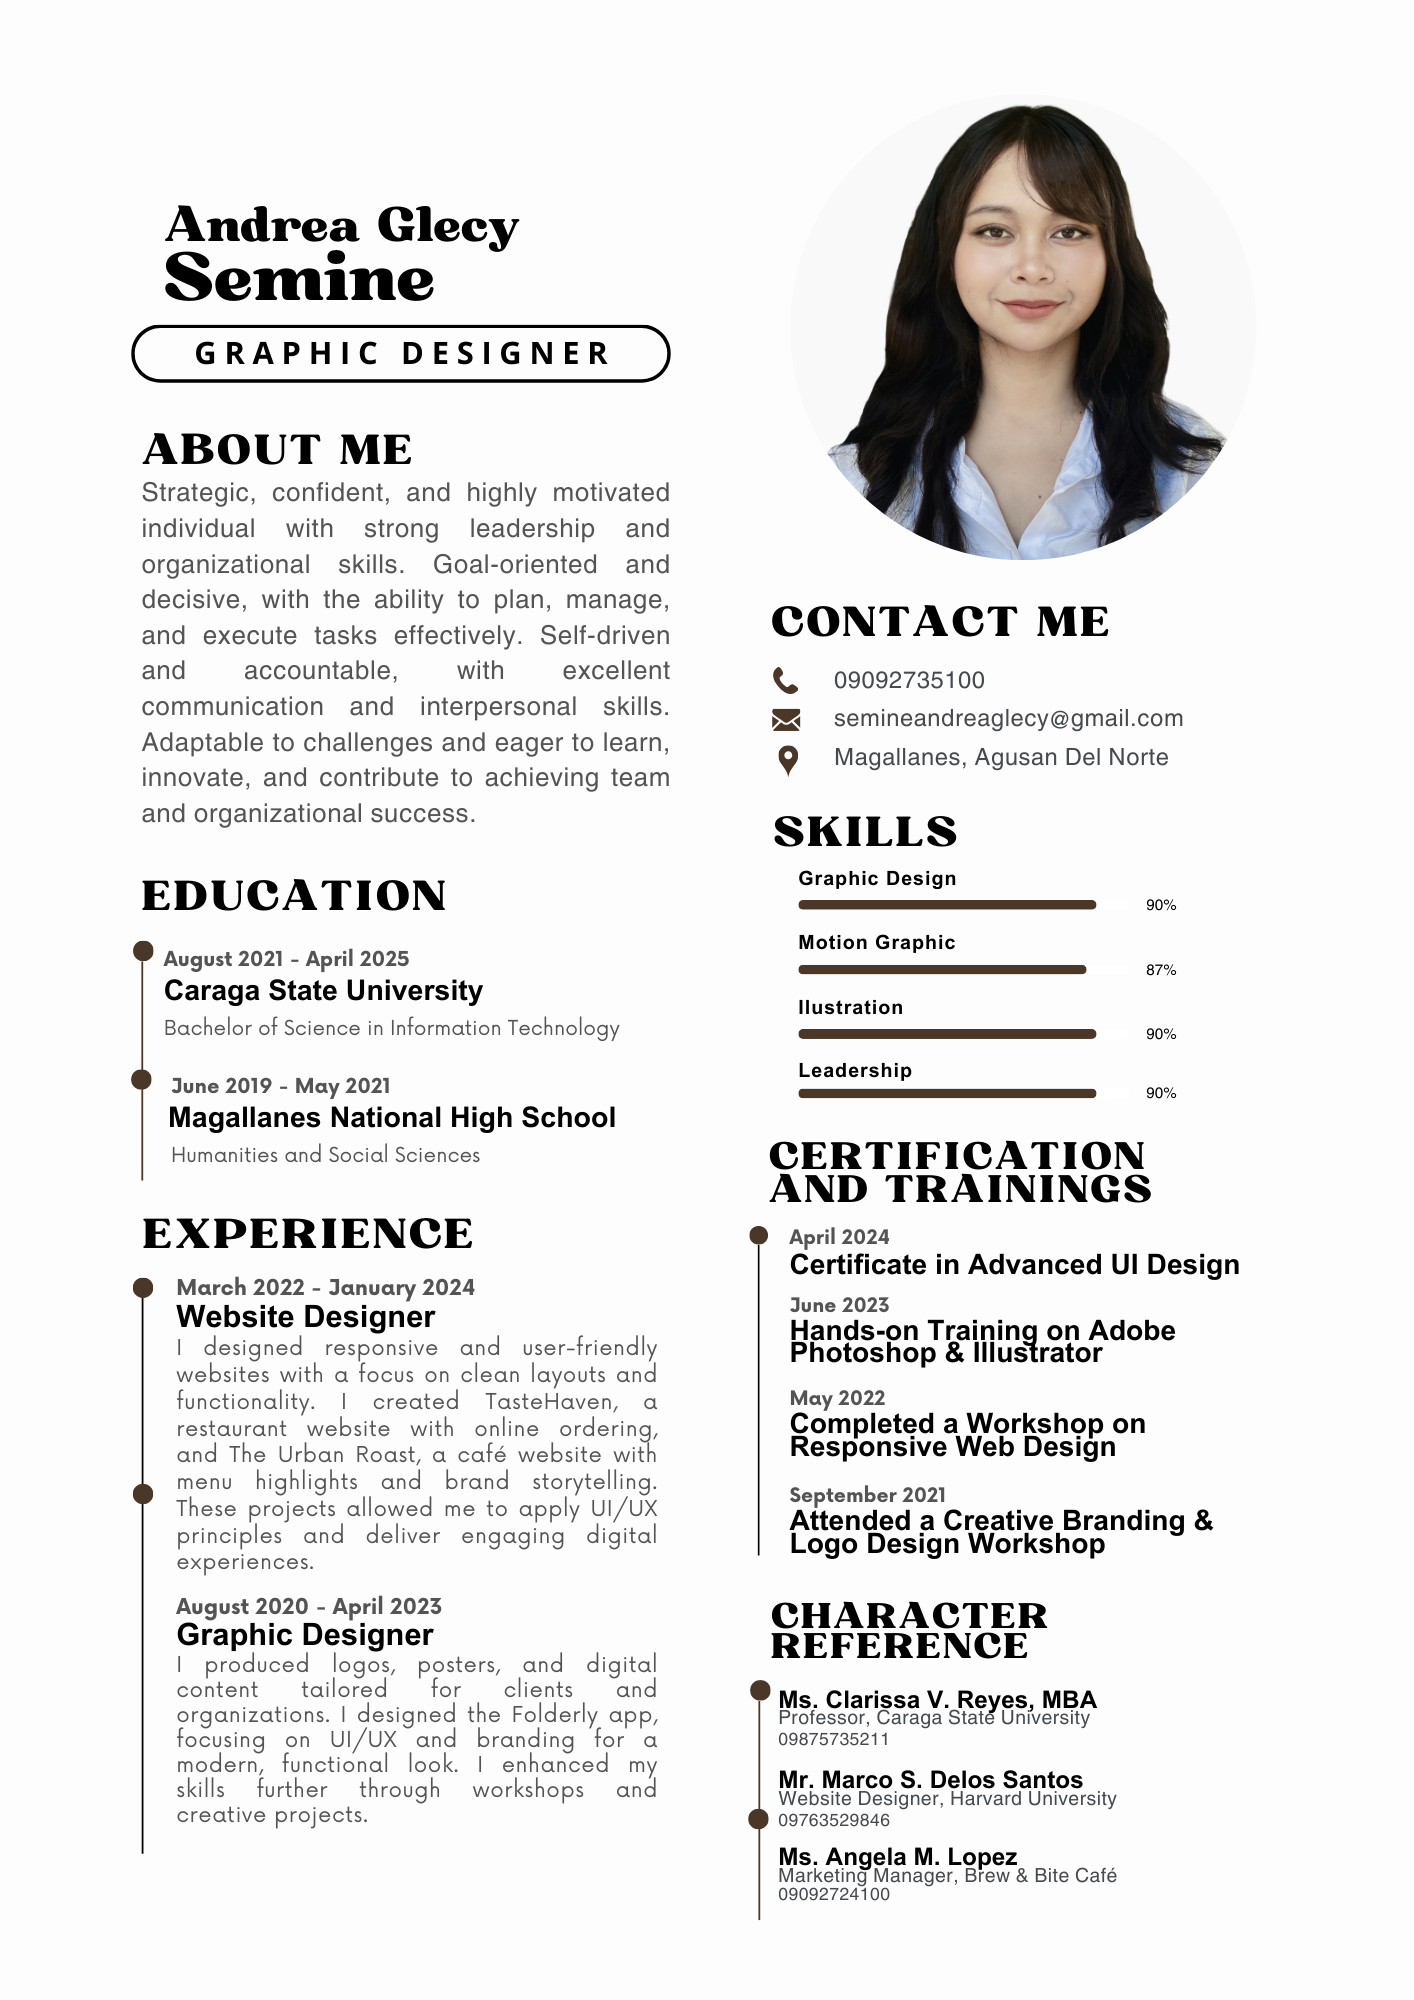 Andrea Glecy
Semine
GRAPHIC DESIGNER
ABOUT ME
Strategic, confident, and highly motivated
individual with strong leadership and
organizational skills. Goal-oriented and
decisive, with the ability to plan, manage,
and execute tasks effectively. Self-driven
and accountable, with excellent
communication and interpersonal skills.
Adaptable to challenges and eager to learn,
innovate, and contribute to achieving team
and organizational success.
EDUCATION
August 2021 - April 2025
Caraga State University
Bachelor of Science in Information Technology
June 2019 - May 2021
Magallanes National High School
Humanities and Social Sciences
EXPERIENCE
March 2022 - January 2024
Website Designer
I designed responsive and user-friendly
websites with a focus on clean layouts and
functionality. I created TasteHaven, a
restaurant website with online ordering,
and The Urban Roast, a café website with
menu highlights and brand storytelling.
These projects allowed me to apply UI/UX
principles and deliver engaging digital
experiences.
August 2020 - April 2023
Graphic Designer
I produced logos, posters, and digital
content tailored for clients and
organizations. I designed the Folderly app,
focusing on UI/UX and branding for a
modern, functional look. I enhanced my
skills further through workshops and
creative projects.
CONTACT ME
09092735100
semineandreaglecy@gmail.com
Magallanes, Agusan Del Norte
SKILLS
Graphic Design
90%
Motion Graphic
87%
Ilustration
90%
Leadership
90%
CERTIFICATION
AND TRAININGS
April 2024
Certificate in Advanced UI Design
June 2023
Hands-on Training on Adobe
Photoshop & Illustrator
May 2022
Completed a Workshop on
Responsive Web Design
September 2021
Attended a Creative Branding &
Logo Design Workshop
CHARACTER
REFERENCE
Ms. Clarissa V. Reyes, MBA
Professor, Caraga State University
09875735211
Mr. Marco S. Delos Santos
Website Designer, Harvard University
09763529846
Ms. Angela M. Lopez
Marketing Manager, Brew & Bite Café
09092724100